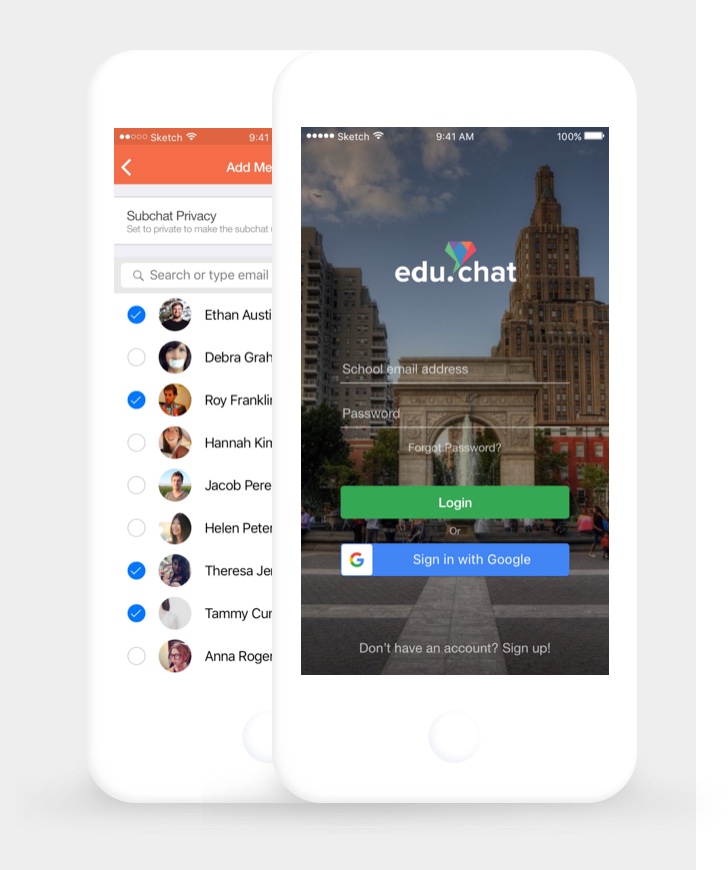 Sketch 9:41
Add Me
Subchat Privacy
Set to private to make the subchat
Search or type email
Ethan Austi
Debra Grah
Roy Franklin
Hannah Kim
Jacob Pere
Helen Peter
Theresa Je
Tammy Cur
Anna Roger
Sketch 9:41 AM 100%
edu.chat
School email address
Password
Forgot Password?
Login
Or
Sign in with Google
Don't have an account? Sign up!